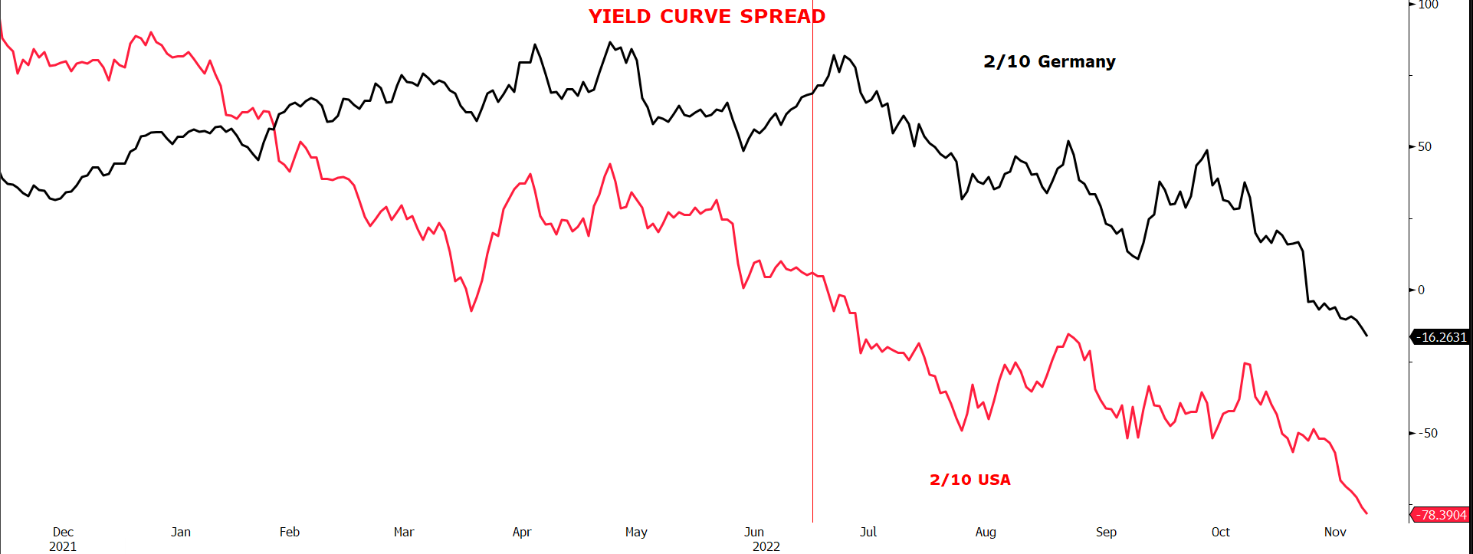 YIELD CURVE SPREAD
100
2/10 Germany
50
0
-16.2631
-50
2/10 USA
-78.3904
Dec Jan Feb Mar Apr May Jun Jul Aug Sep Oct Nov
2021 2022